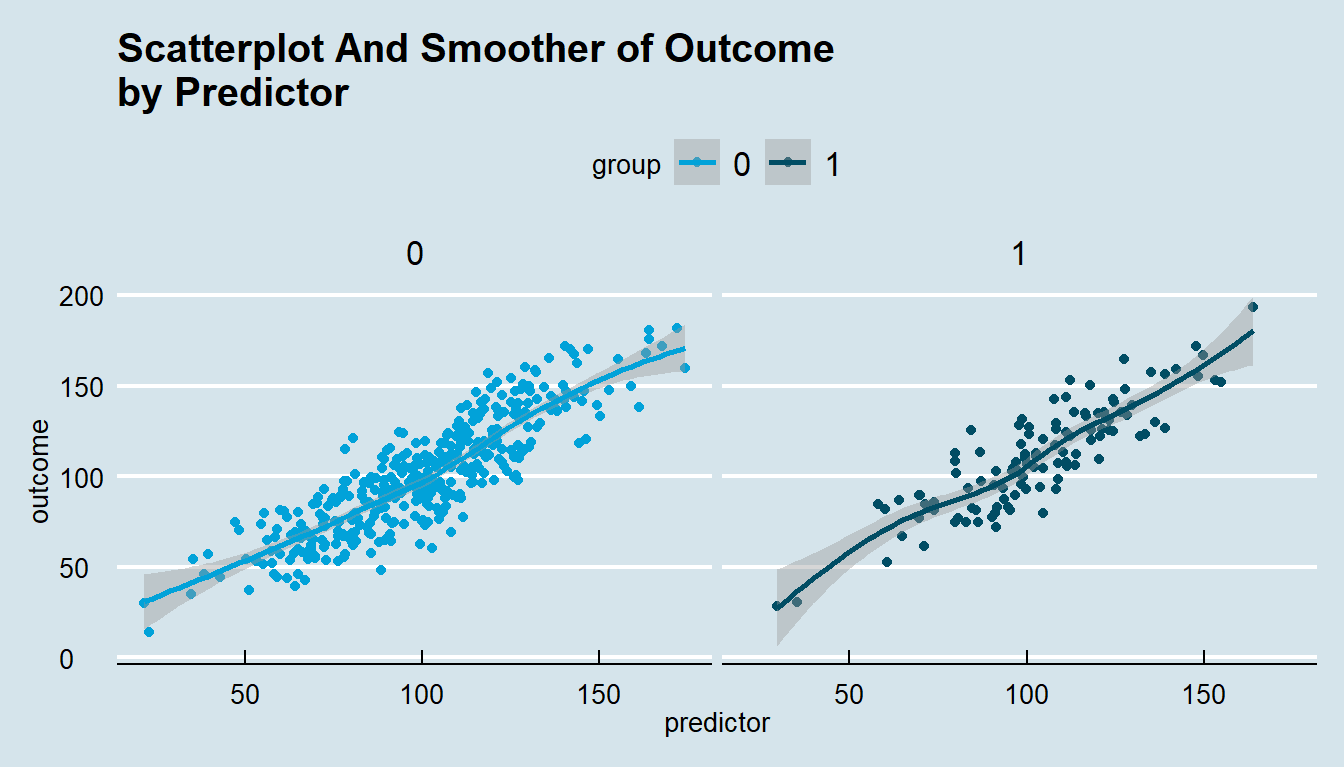 Scatterplot And Smoother of Outcome
by Predictor
group 0 1
0 1
200
150
100
50
0
outcome
50 100 150 50 100 150
predictor